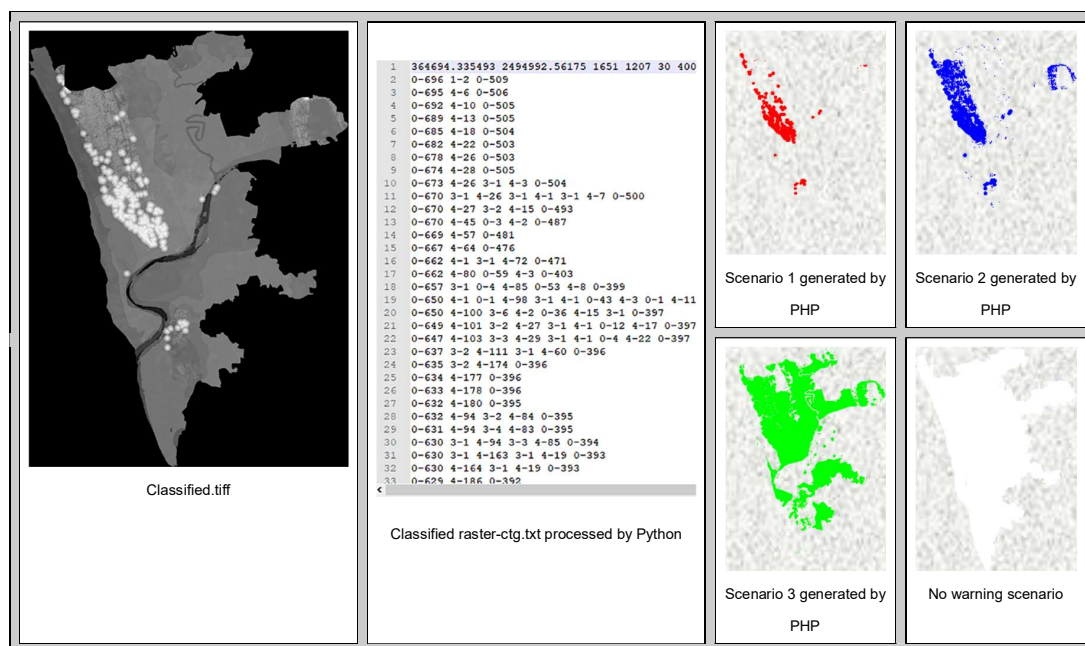 1 364694.335493 2494992.56175 1651 1207 30 400
2 0-696 1-2 0-509
3 0-695 4-6 0-506
4 0-692 4-10 0-505
5 0-689 4-13 0-505
6 0-685 4-18 0-504
7 0-682 4-22 0-503
8 0-678 4-26 0-503
9 0-674 4-28 0-505
10 0-673 4-26 3-1 4-3 0-504
11 0-670 3-1 4-26 3-1 4-1 3-1 4-7 0-500
12 0-670 4-27 3-2 4-15 0-493
13 0-670 4-45 0-3 4-2 0-487
14 0-669 4-57 0-481
15 0-667 4-64 0-476
16 0-662 4-1 3-1 4-72 0-471
17 0-662 4-80 0-59 4-3 0-403
18 0-657 3-1 0-4 4-85 0-53 4-8 0-399
19 0-650 4-1 0-1 4-98 3-1 4-1 0-43 4-3 0-1 4-11
20 0-650 4-100 3-6 4-2 0-36 4-15 3-1 0-397
21 0-649 4-101 3-2 4-27 3-1 4-1 0-12 4-17 0-397
22 0-647 4-103 3-3 4-29 3-1 4-1 0-4 4-22 0-397
23 0-637 3-2 4-111 3-1 4-60 0-396
24 0-635 3-2 4-174 0-396
25 0-634 4-177 0-396
26 0-633 4-178 0-396
27 0-632 4-180 0-395
28 0-632 4-94 3-2 4-84 0-395
29 0-631 4-94 3-4 4-83 0-395
30 0-630 3-1 4-94 3-3 4-85 0-394
31 0-630 3-1 4-163 3-1 4-19 0-393
32 0-630 4-164 3-1 4-19 0-393
33 0-629 4-186 0-392
Classified.tiff
Classified raster-ctg.txt processed by Python
Scenario 1 generated by
PHP
Scenario 2 generated by
PHP
Scenario 3 generated by
PHP
No warning scenario